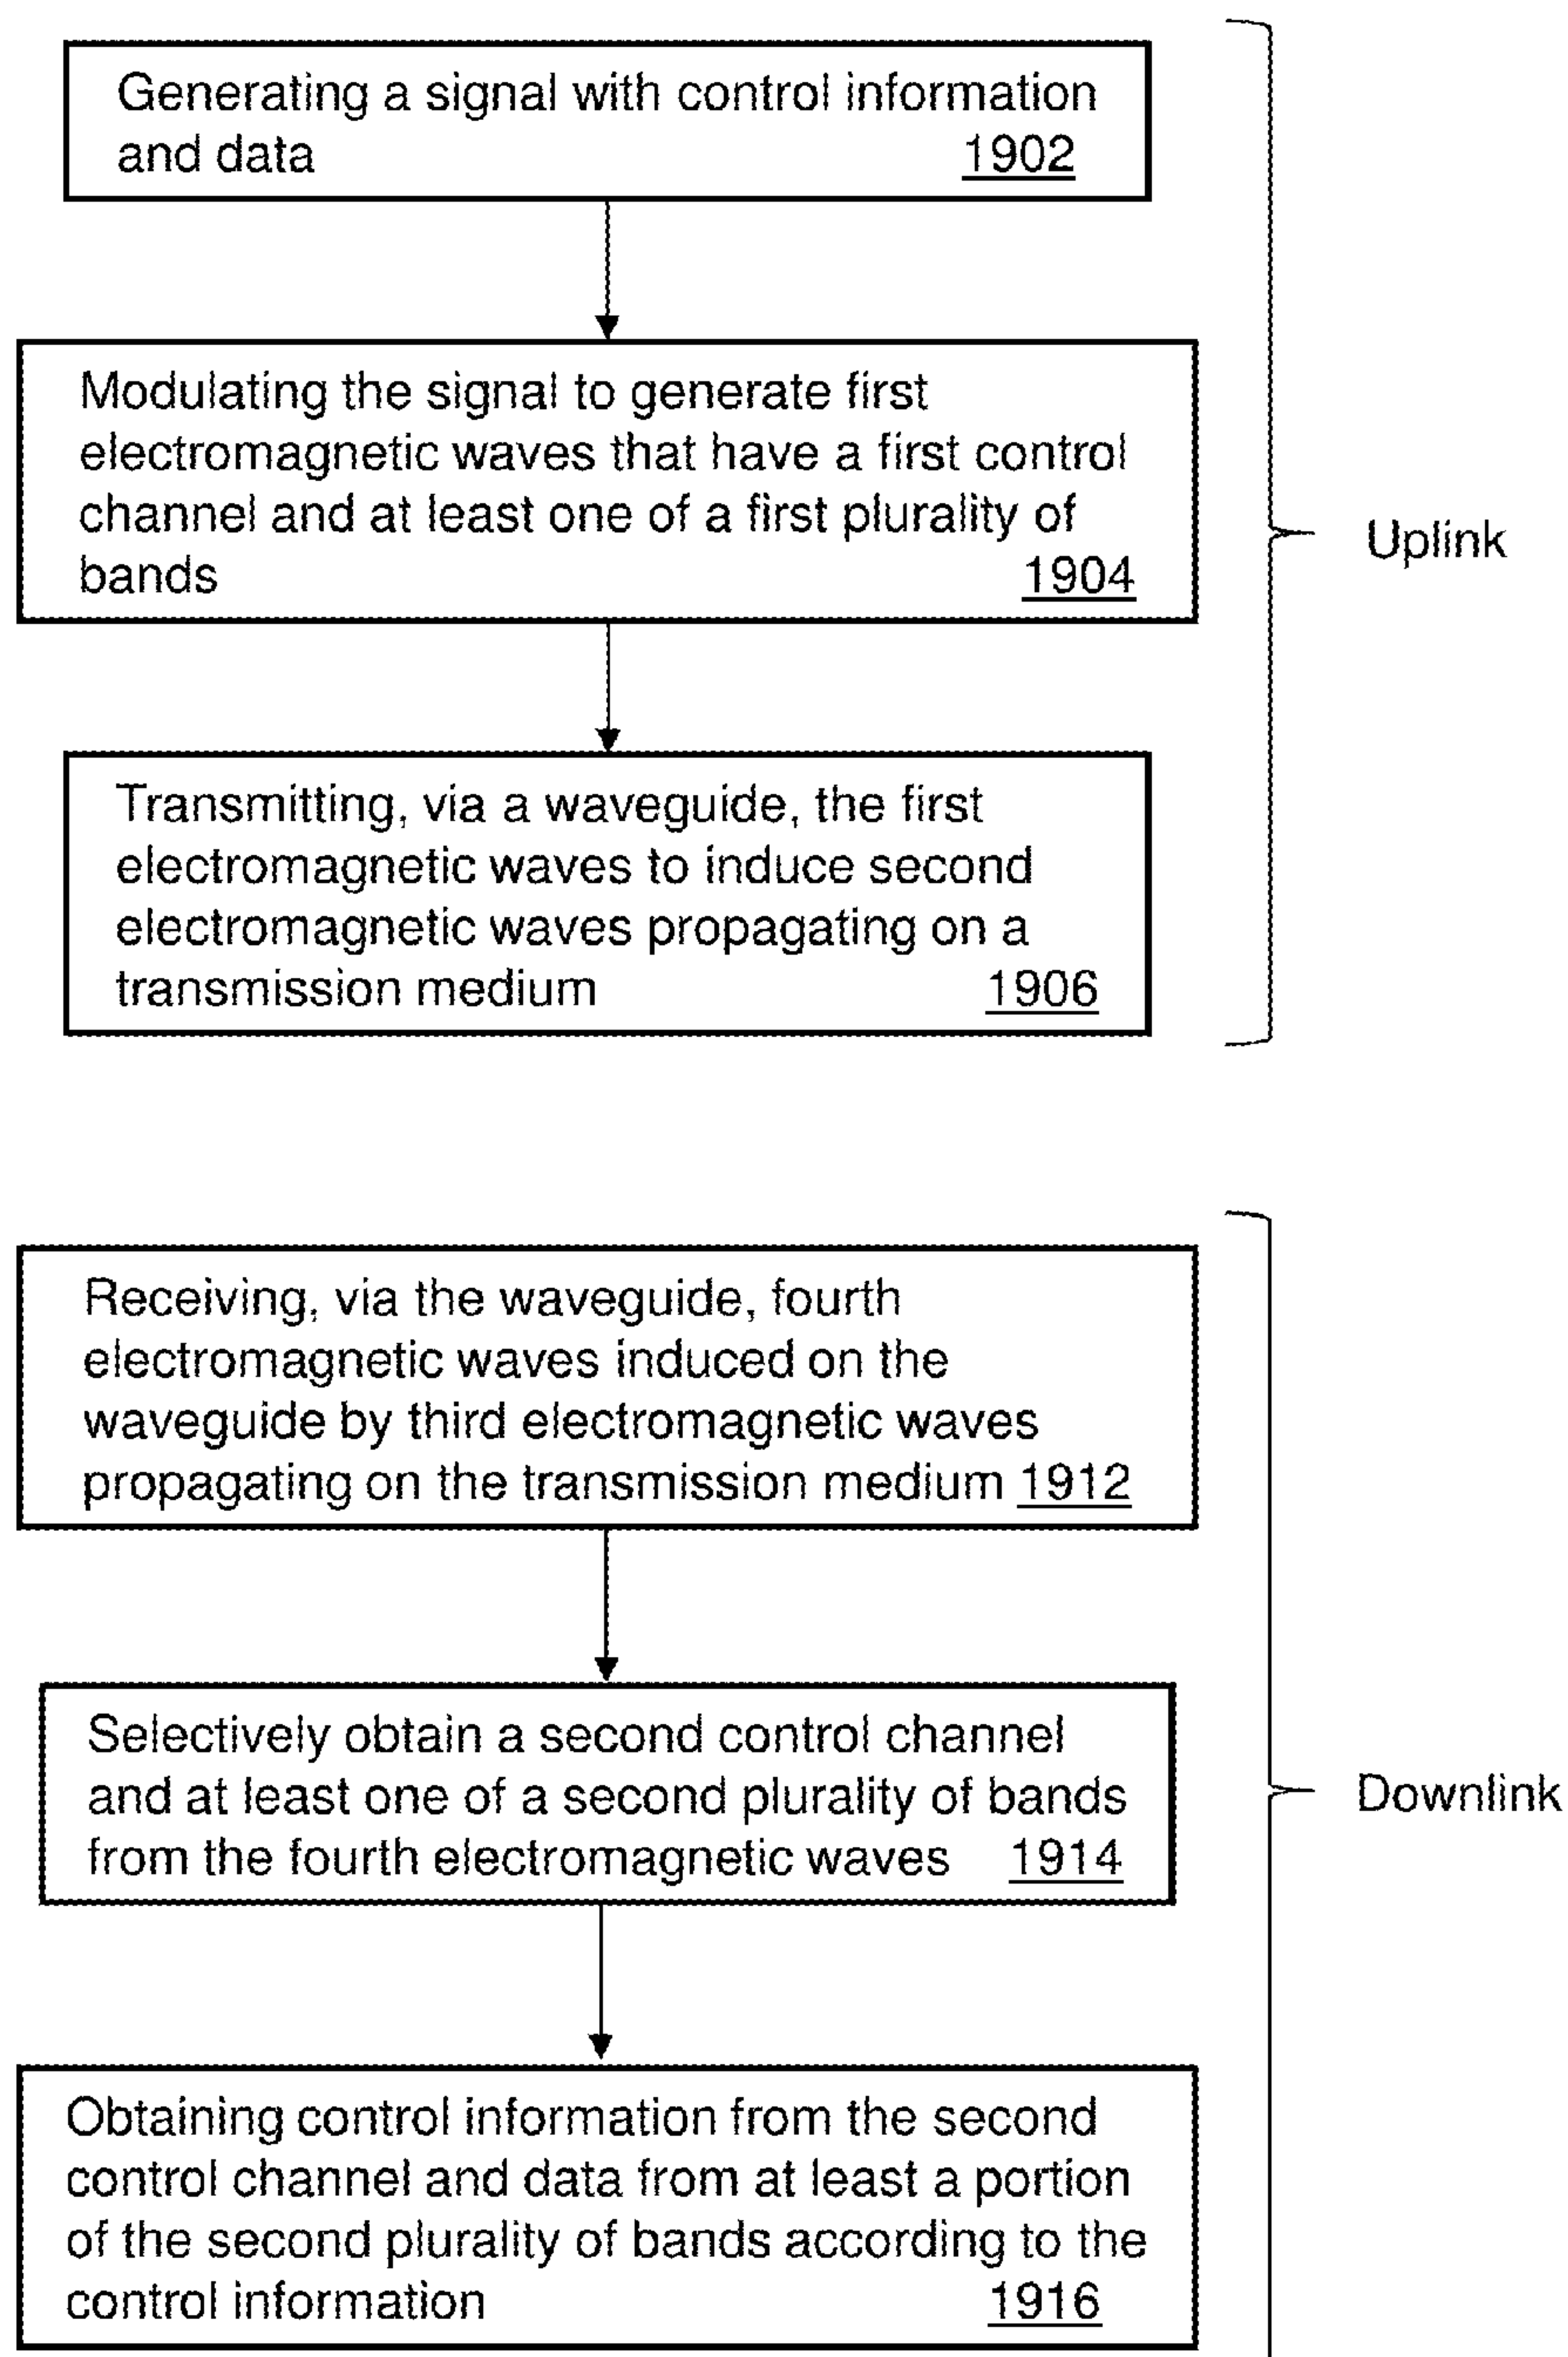 Generating a signal with control information
and data 1902
Modulating the signal to generate first
electromagnetic waves that have a first control
channel and at least one of a first plurality of
bands 1904
Uplink
Transmitting, via a waveguide, the first
electromagnetic waves to induce second
electromagnetic waves propagating on a
transmission medium 1906
Receiving, via the waveguide, fourth
electromagnetic waves induced on the
waveguide by third electromagnetic waves
propagating on the transmission medium 1912
Selectively obtain a second control channel
and at least one of a second plurality of bands
from the fourth electromagnetic waves 1914
Downlink
Obtaining control information from the second
control channel and data from at least a portion
of the second plurality of bands according to the
control information 1916